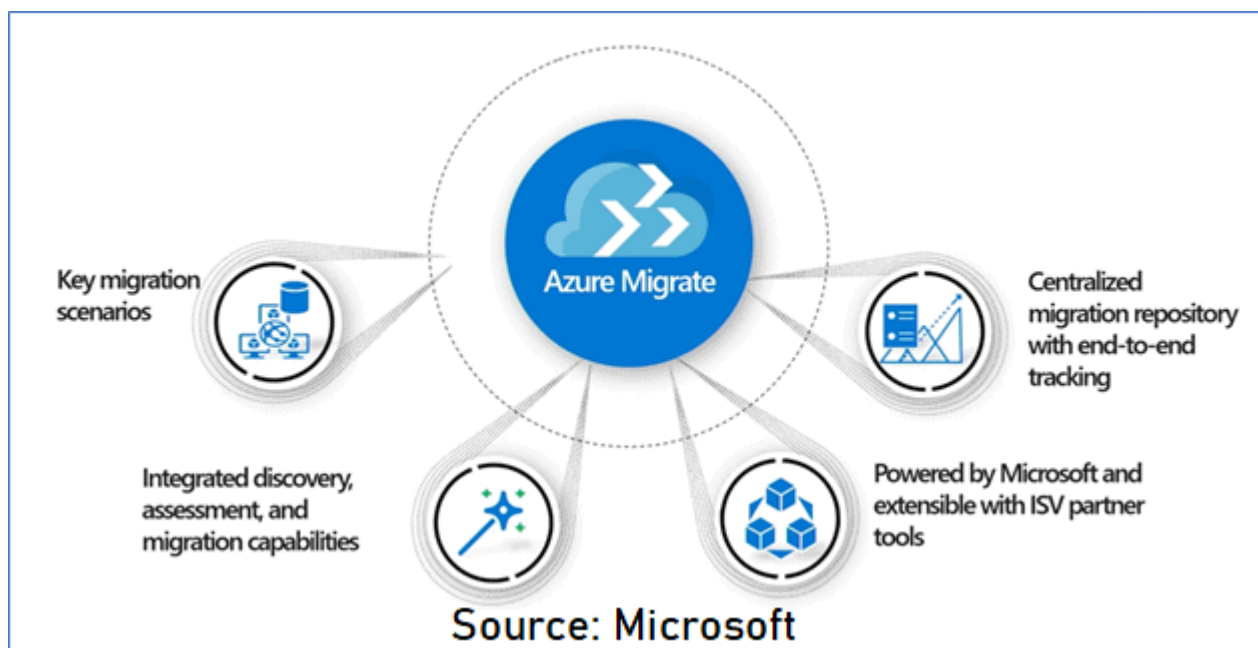 Azure Migrate
Key migration
scenarios
Centralized
migration repository
with end-to-end
tracking
Integrated discovery,
assessment, and
migration capabilities
Powered by Microsoft and
extensible with ISV partner
tools
Source: Microsoft